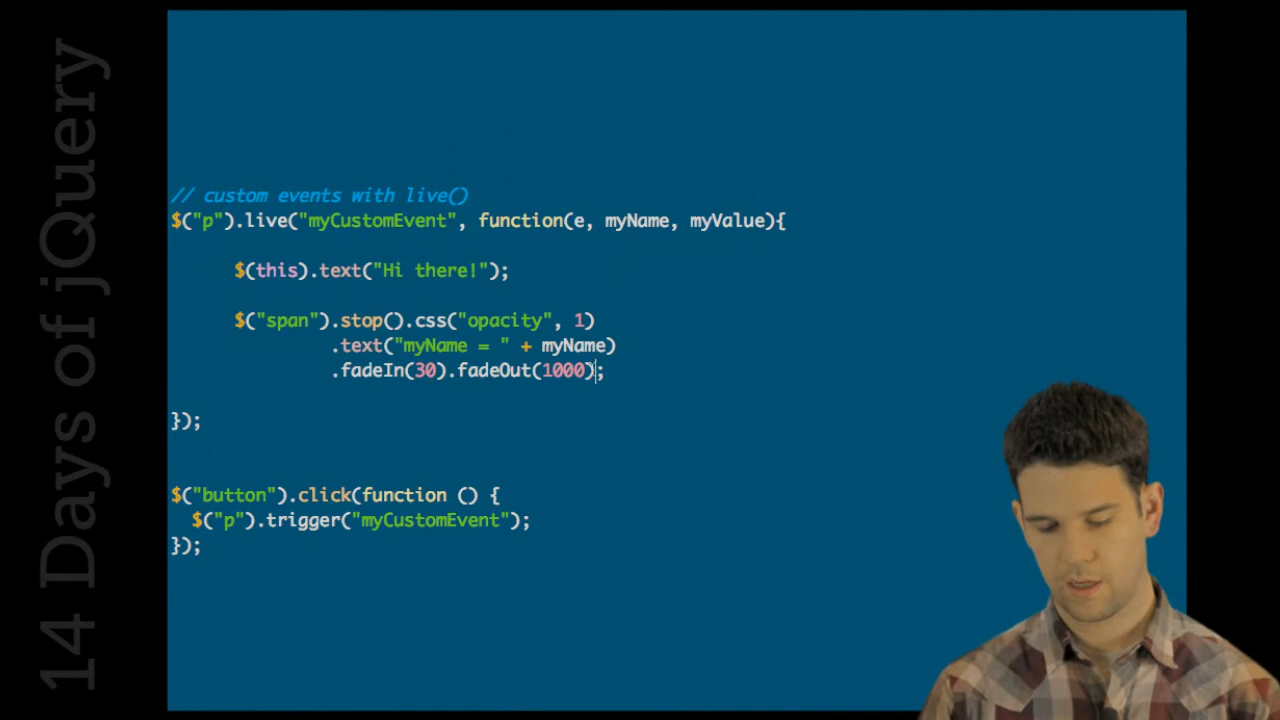 14 Days of jQuery
// custom events with live()
$("p").live("myCustomEvent", function(e, myName, myValue){
$(this).text("Hi there!");
$("span").stop().css("opacity", 1)
.text("myName = " + myName)
.fadeIn(30).fadeOut(1000);
});
$("button").click(function () {
$("p").trigger("myCustomEvent");
});